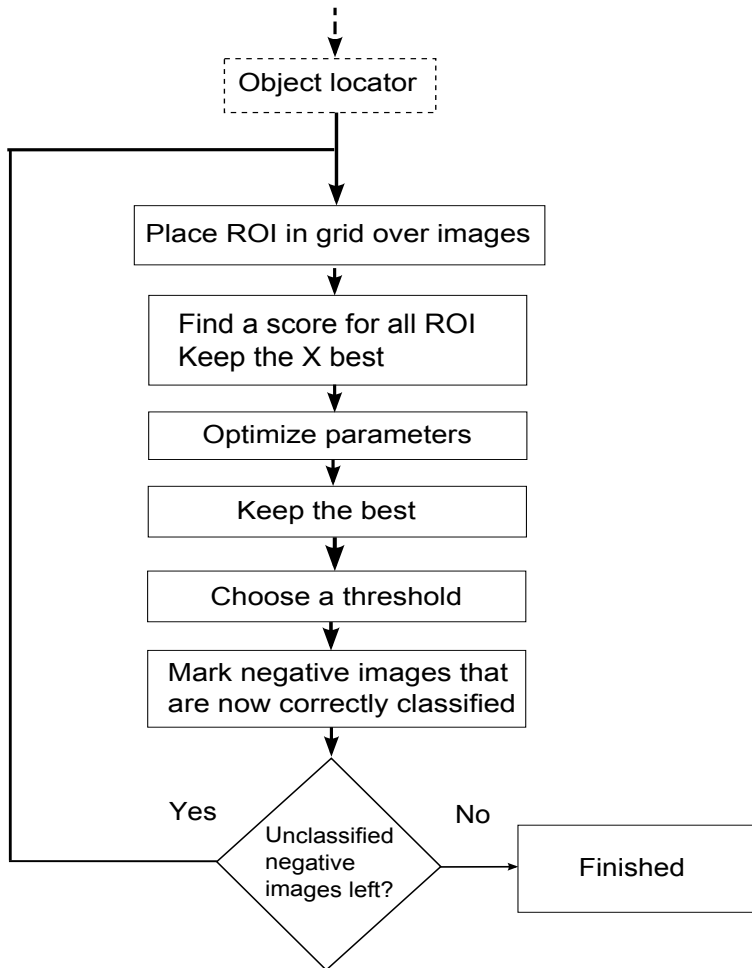 Object locator
Place ROI in grid over images
Find a score for all ROI
Keep the X best
Optimize parameters
Keep the best
Choose a threshold
Mark negative images that
are now correctly classified
Yes
No
Unclassified
negative
images left?
Finished